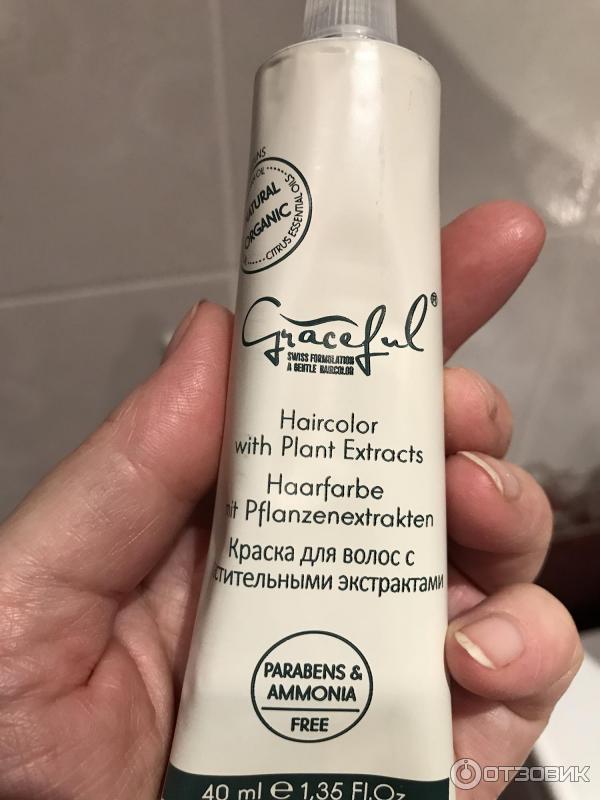 NATURAL
ORGANIC
CITRUS ESSENTIAL OILS
Graceful®
SWISS FORMULATION
A GENTLE HAIRCOLOR
Haircolor
with Plant Extracts
Haarfarbe
mit Pflanzenextrakten
Краска для волос с
стительными экстрактами
PARABENS &
AMMONIA
FREE
40 ml e 1,35 Fl.Oz
ОТЗОВИК